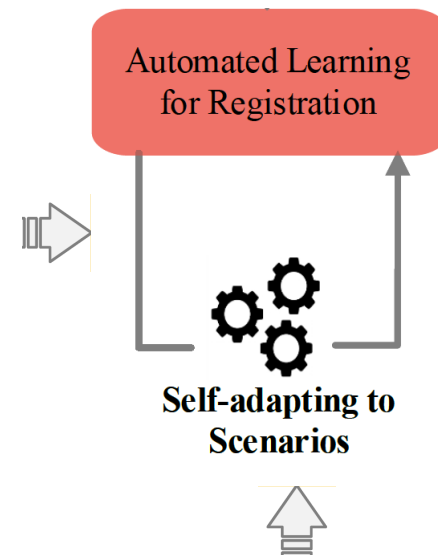 Automated Learning
for Registration
Self-adapting to
Scenarios